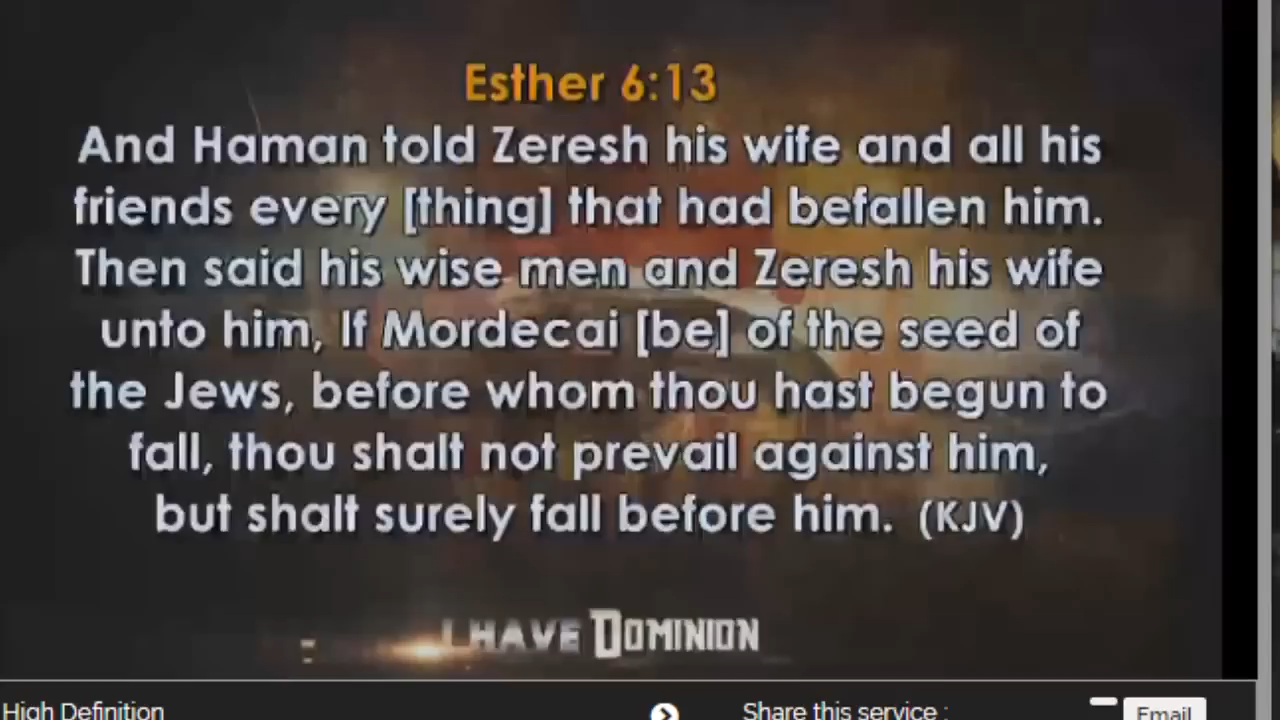 Esther 6:13
And Haman told Zeresh his wife and all his
friends every [thing] that had befallen him.
Then said his wise men and Zeresh his wife
unto him, If Mordecai [be] of the seed of
the Jews, before whom thou hast begun to
fall, thou shalt not prevail against him,
but shalt surely fall before him. (KJV)
I HAVE DOMINION
High Definition
Share this service :
Email